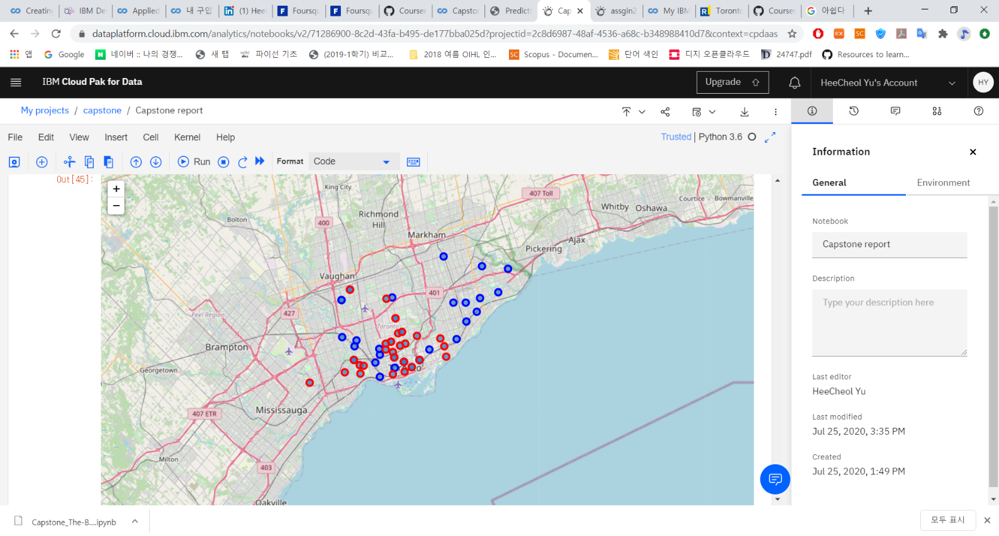 Creating
IBM De
Applied
내 구입
(1) Hee
Foursqu
Foursqu
Courser
Capstor
Predicti
Cap
assgin2
My IBM
Toronto
Courser
아쉽다
dataplatform.cloud.ibm.com/analytics/notebooks/v2/71286900-8c2d-43fa-b495-de177bba025d?projectid=2c8d6987-48af-4536-a68c-b348988410d7&context=cpdaas
앱
Google
네이버 :: 나의 경쟁...
새 탭
파이선 기초
(2019-1학기) 비교...
2018 여름 OIHL 인...
Scopus - Documen...
단어 색인
디지 오픈클라우드
24747.pdf
Resources to learn...
IBM Cloud Pak for Data
Upgrade
HeeCheol Yu's Account
HY
My projects / capstone / Capstone report
File Edit View Insert Cell Kernel Help
Trusted | Python 3.6
Run
Format
Code
Out[45]:
+
−
King City
407 Toll
Courtice
Bowmanville
Whitby
Oshawa
Richmond
Hill
Bolton
400
Markham
Ajax
Pickering
Vaughan
401
427
Peel Region
Toronto
Brampton
Georgetown
Mississauga
407 ETR
Milton
403
Oakville
Information
General
Environment
Notebook
Capstone report
Description
Type your description here
Last editor
HeeCheol Yu
Last modified
Jul 25, 2020, 3:35 PM
Created
Jul 25, 2020, 1:49 PM
Capstone_The-B....ipynb
모두 표시